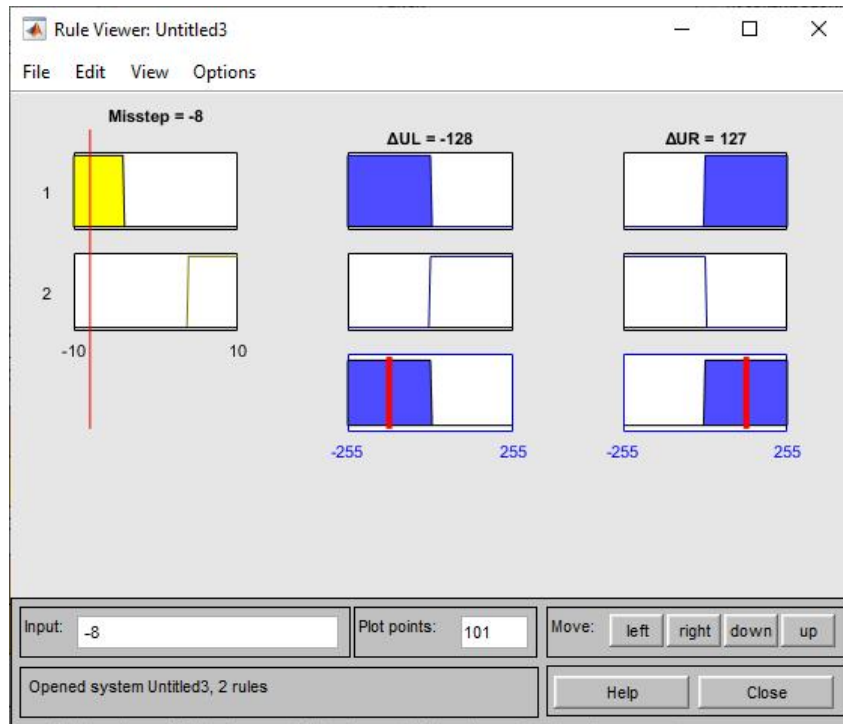 Rule Viewer: Untitled3
File Edit View Options
Misstep = -8
ΔUL = -128
ΔUR = 127
1
2
-10 10
-255 255
-255 255
Input: -8
Plot points: 101
Move: left right down up
Opened system Untitled3, 2 rules
Help Close